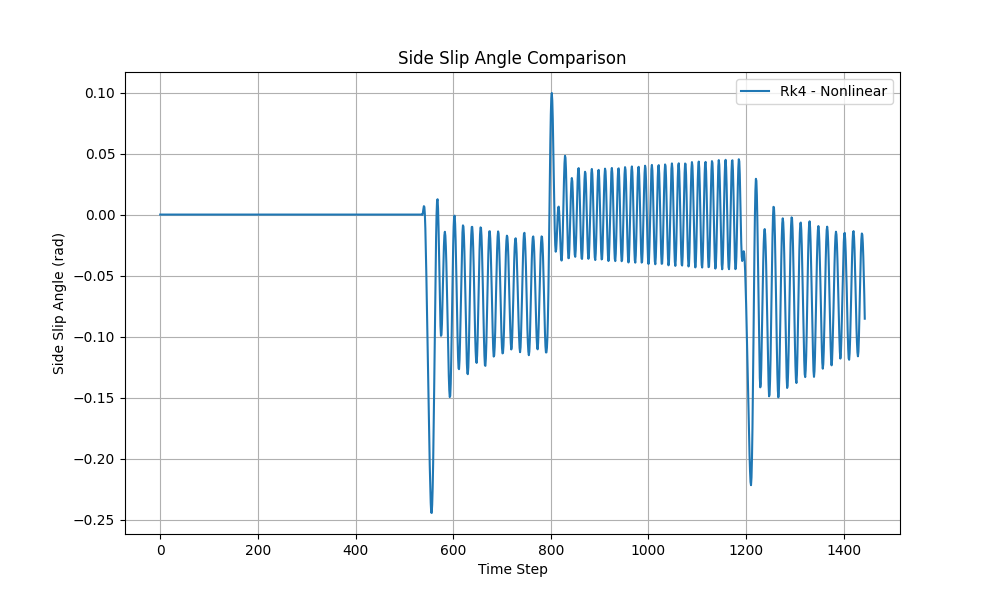 Side Slip Angle Comparison
Rk4 - Nonlinear
Side Slip Angle (rad)
0.10
0.05
0.00
−0.05
−0.10
−0.15
−0.20
−0.25
0 200 400 600 800 1000 1200 1400
Time Step